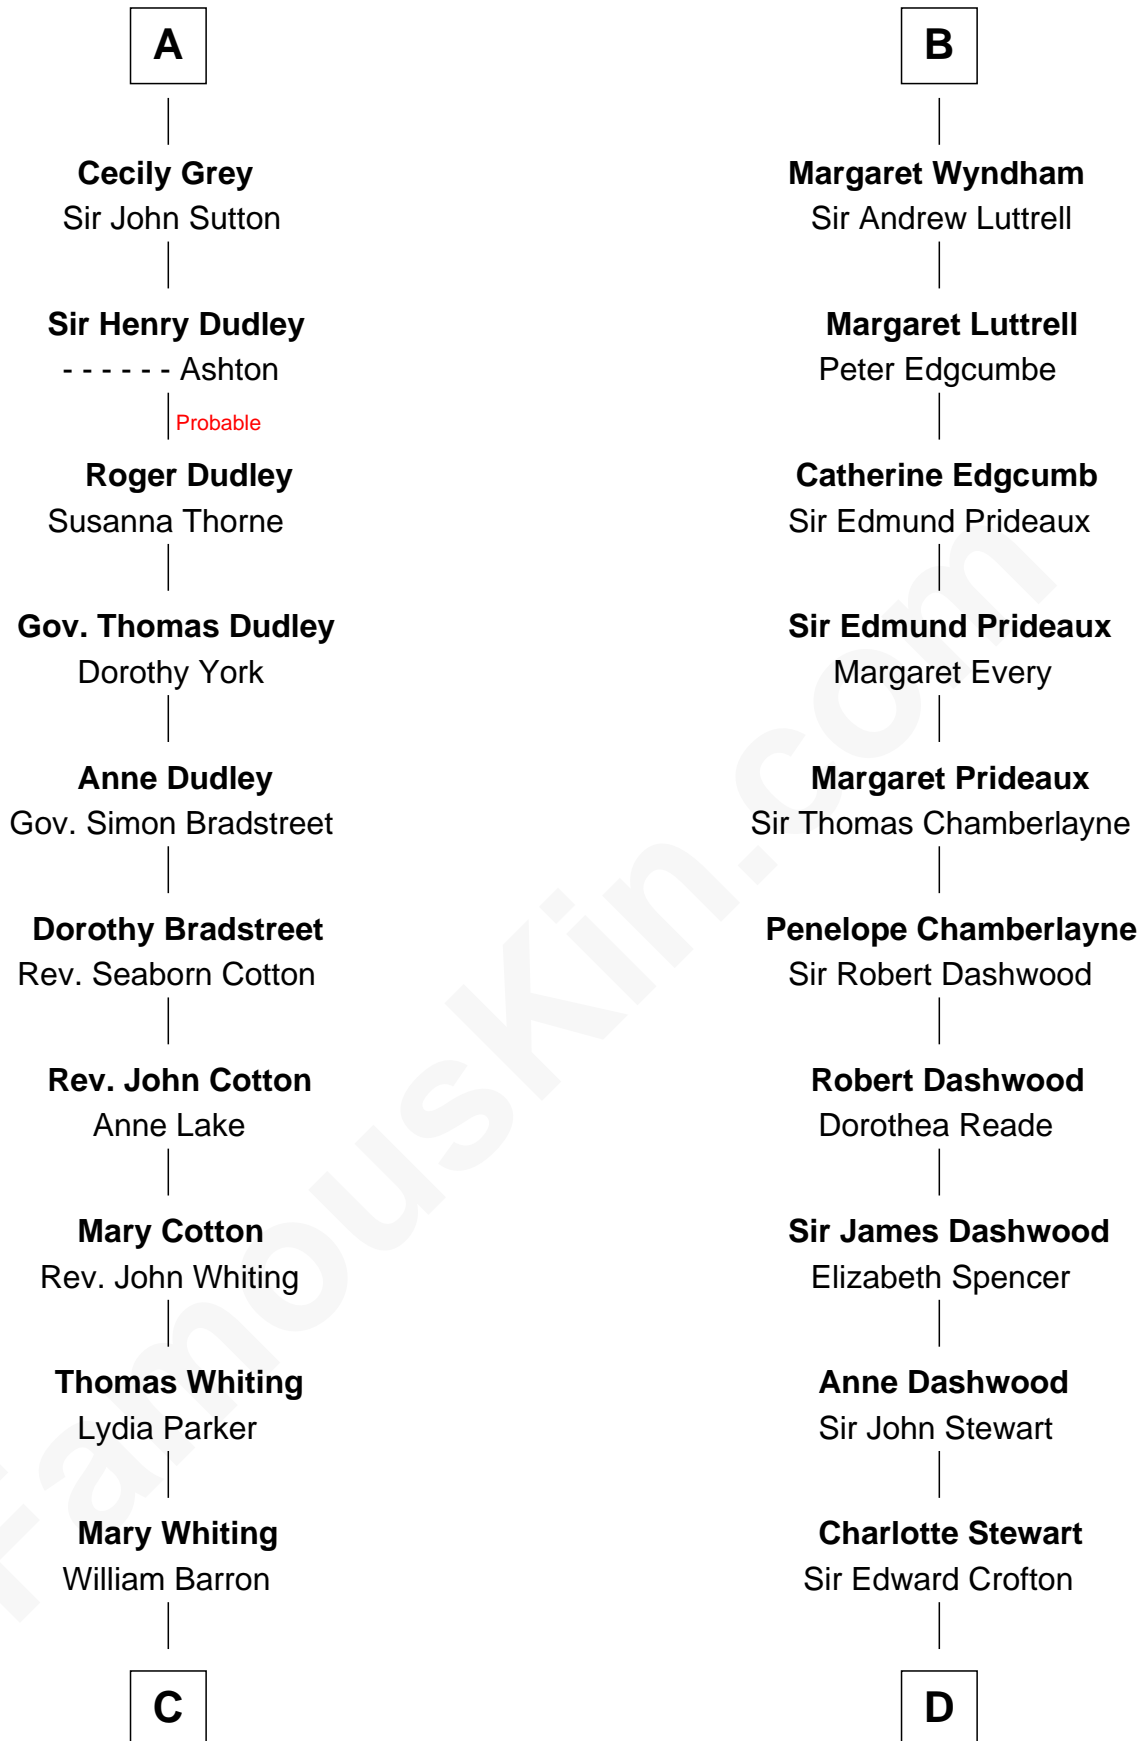 A
Cecily Grey
Sir John Sutton
Sir Henry Dudley
- - - - - - Ashton
Probable
Roger Dudley
Susanna Thorne
Gov. Thomas Dudley
Dorothy York
Anne Dudley
Gov. Simon Bradstreet
Dorothy Bradstreet
Rev. Seaborn Cotton
Rev. John Cotton
Anne Lake
Mary Cotton
Rev. John Whiting
Thomas Whiting
Lydia Parker
Mary Whiting
William Barron
C
B
Margaret Wyndham
Sir Andrew Luttrell
Margaret Luttrell
Peter Edgcumbe
Catherine Edgcumb
Sir Edmund Prideaux
Sir Edmund Prideaux
Margaret Every
Margaret Prideaux
Sir Thomas Chamberlayne
Penelope Chamberlayne
Sir Robert Dashwood
Robert Dashwood
Dorothea Reade
Sir James Dashwood
Elizabeth Spencer
Anne Dashwood
Sir John Stewart
Charlotte Stewart
Sir Edward Crofton
D
FamousKin.com